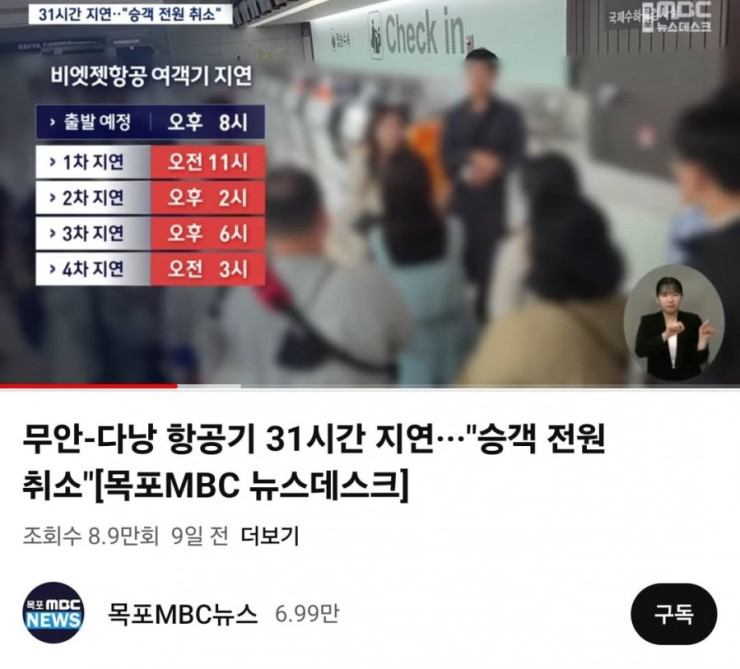 31시간 지연··"승객 전원 취소"
Check in
MBC
뉴스데스크
비엣젯항공 여객기 지연
› 출발 예정 오후 8시
› 1차 지연 오전 11시
› 2차 지연 오후 2시
› 3차 지연 오후 6시
› 4차 지연 오전 3시
무안-다낭 항공기 31시간 지연···"승객 전원
취소"[목포MBC 뉴스데스크]
조회수 8.9만회 9일 전 더보기
목포MBC
NEWS
목포MBC뉴스 6.99만
구독